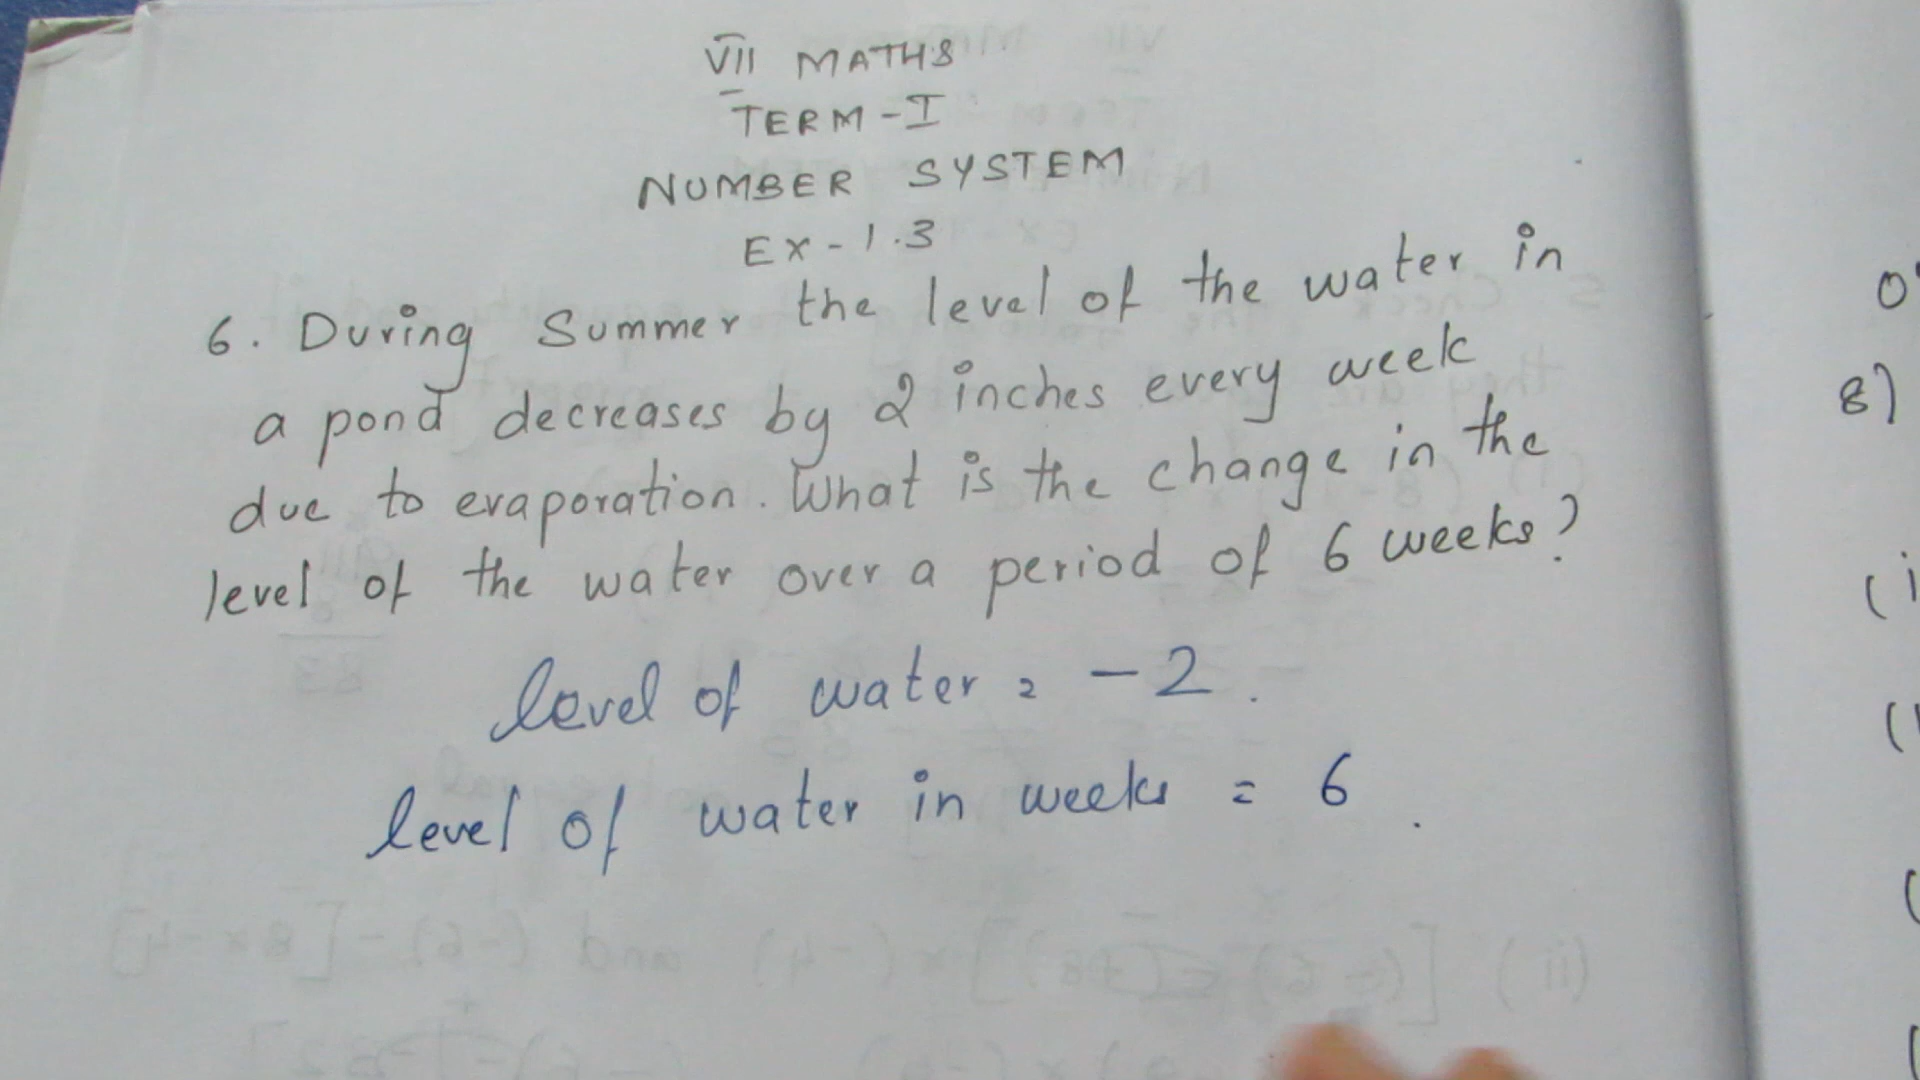 VII MATHS
TERM - I
NUMBER SYSTEM
EX - 1.3
6. During Summer the level of the water in
a pond decreases by 2 inches every week
due to evaporation. What is the change in the
level of the water over a period of 6 weeks?
level of water = -2.
level of water in weeks = 6.
8)